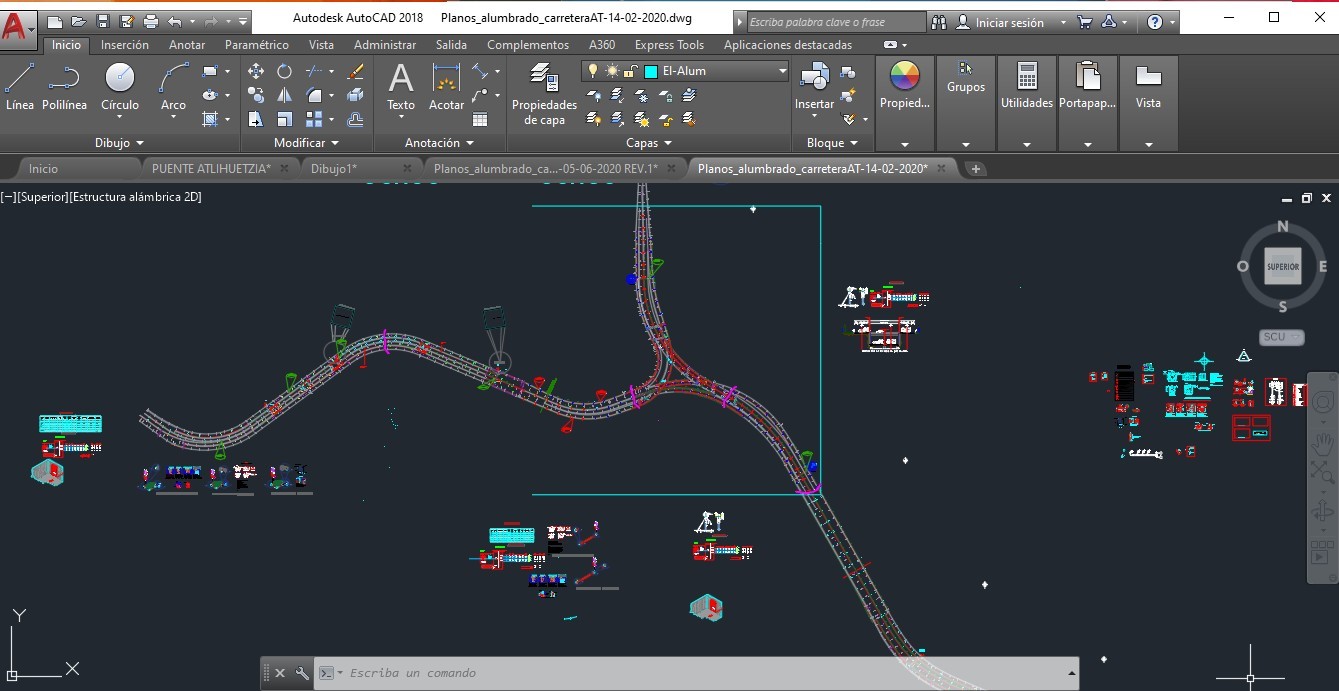 Autodesk AutoCAD 2018 Planos_alumbrado_carreteraAT-14-02-2020.dwg
Escriba palabra clave o frase
Iniciar sesión
Inicio Inserción Anotar Paramétrico Vista Administrar Salida Complementos A360 Express Tools Aplicaciones destacadas
El-Alum
Línea Polilínea Círculo Arco
Texto Acotar
Propiedades
de capa
Insertar
Propied...
Grupos
Utilidades
Portapap...
Vista
Dibujo Modificar Anotación Capas Bloque
Inicio
PUENTE ATLIHUETZIA*
Dibujo1*
Planos_alumbrado_ca...-05-06-2020 REV.1*
Planos_alumbrado_carreteraAT-14-02-2020*
[−][Superior][Estructura alámbrica 2D]
N
O SUPERIOR E
S
SCU
Y
X
Escriba un comando